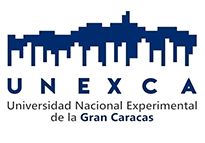 UNEXCA
Universidad Nacional Experimental
de la Gran Caracas